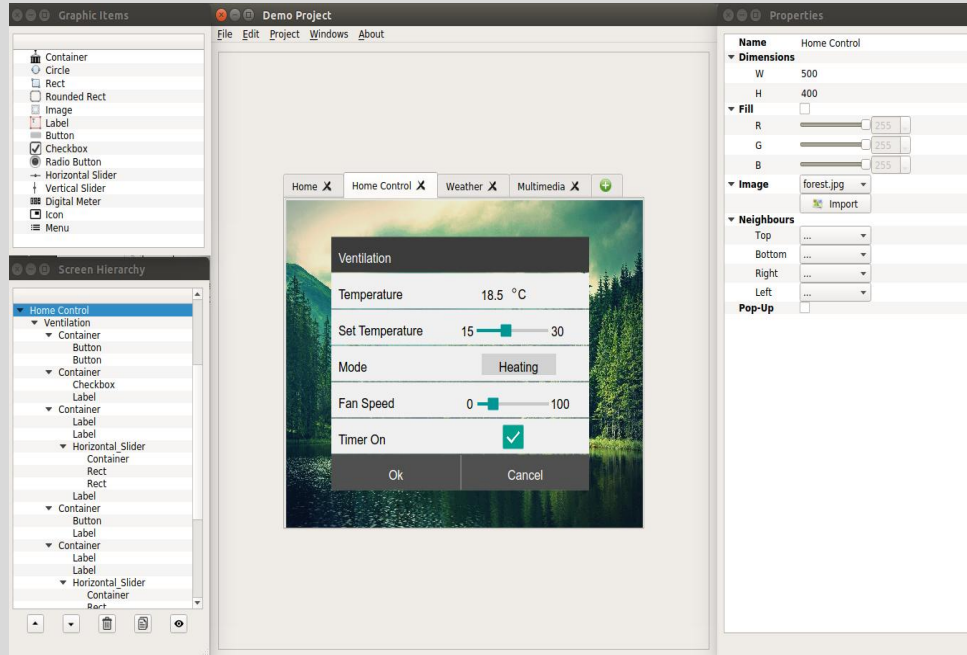 Graphic Items
Container
Circle
Rect
Rounded Rect
Image
Label
Button
Checkbox
Radio Button
Horizontal Slider
Vertical Slider
Digital Meter
Icon
Menu
Screen Hierarchy
Home Control
Ventilation
Container
Button
Button
Container
Checkbox
Label
Container
Label
Label
Horizontal_Slider
Container
Rect
Rect
Label
Container
Button
Label
Container
Label
Label
Horizontal_Slider
Container
Rect
Demo Project
File Edit Project Windows About
Home X Home Control X Weather X Multimedia X
Ventilation
Temperature 18.5 °C
Set Temperature 15 30
Mode Heating
Fan Speed 0 100
Timer On
Ok Cancel
Properties
Name Home Control
Dimensions
W 500
H 400
Fill
R 255
G 255
B 255
Image forest.jpg
Import
Neighbours
Top ...
Bottom ...
Right ...
Left ...
Pop-Up